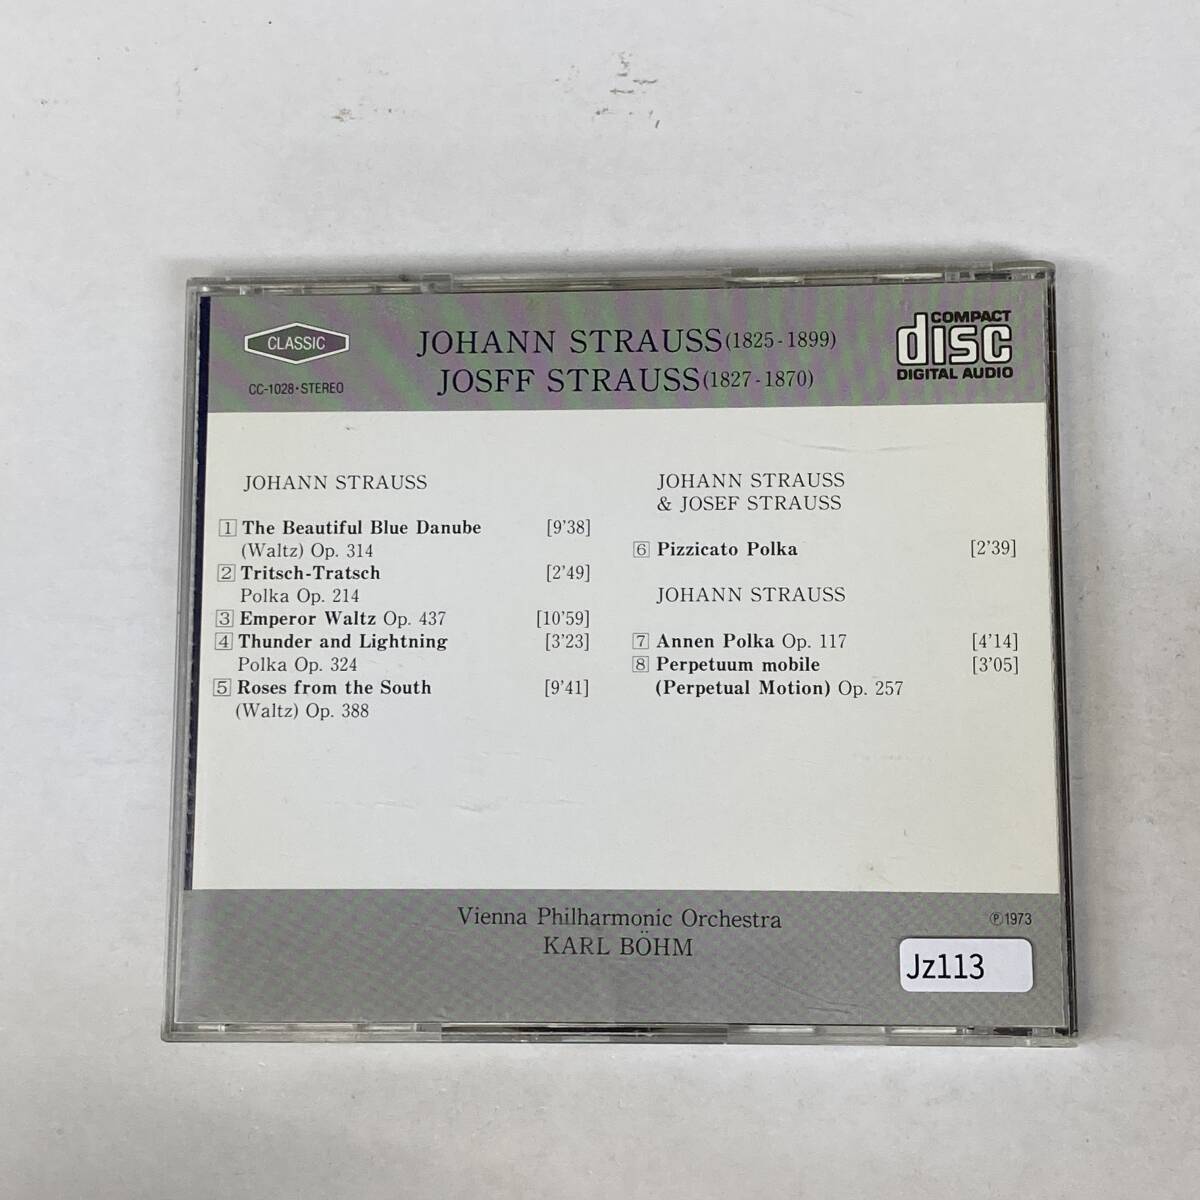 CLASSIC
CC-1028・STEREO
JOHANN STRAUSS(1825-1899)
JOSFF STRAUSS(1827-1870)
COMPACT
disc
DIGITAL AUDIO
JOHANN STRAUSS
1 The Beautiful Blue Danube [9'38]
(Waltz) Op. 314
2 Tritsch-Tratsch [2'49]
Polka Op. 214
3 Emperor Waltz Op. 437 [10'59]
4 Thunder and Lightning [3'23]
Polka Op. 324
5 Roses from the South [9'41]
(Waltz) Op. 388
JOHANN STRAUSS
& JOSEF STRAUSS
6 Pizzicato Polka [2'39]
JOHANN STRAUSS
7 Annen Polka Op. 117 [4'14]
8 Perpetuum mobile [3'05]
(Perpetual Motion) Op. 257
Vienna Philharmonic Orchestra
KARL BÖHM
℗1973
Jz113